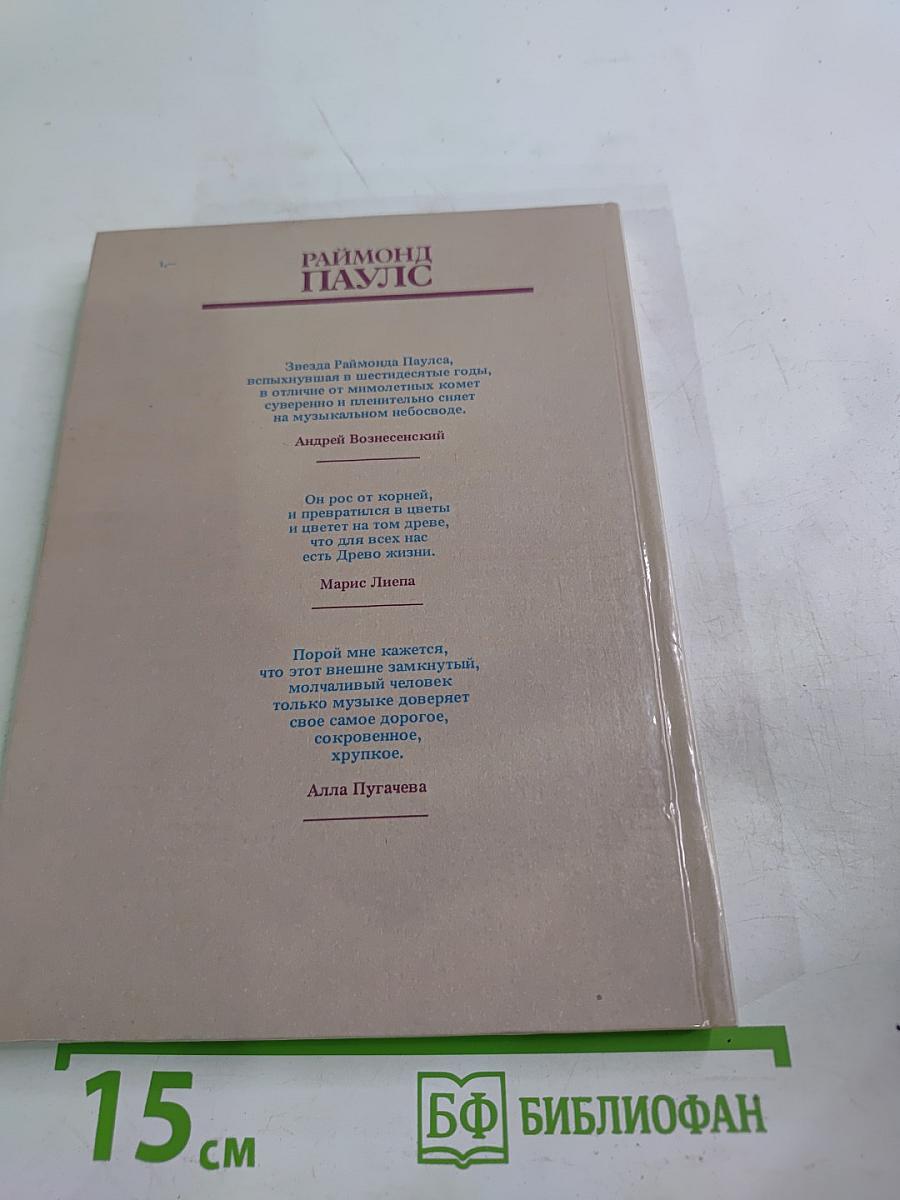 1,—
РАЙМОНД
ПАУЛС
Звезда Раймонда Паулса,
вспыхнувшая в шестидесятые годы,
в отличие от мимолетных комет
суверенно и пленительно сияет
на музыкальном небосводе.
Андрей Вознесенский
Он рос от корней,
и превратился в цветы
и цветет на том древе,
что для всех нас
есть Древо жизни.
Марис Лиепа
Порой мне кажется,
что этот внешне замкнутый,
молчаливый человек
только музыке доверяет
свое самое дорогое,
сокровенное,
хрупкое.
Алла Пугачева
15 см
БФ БИБЛИОФАН